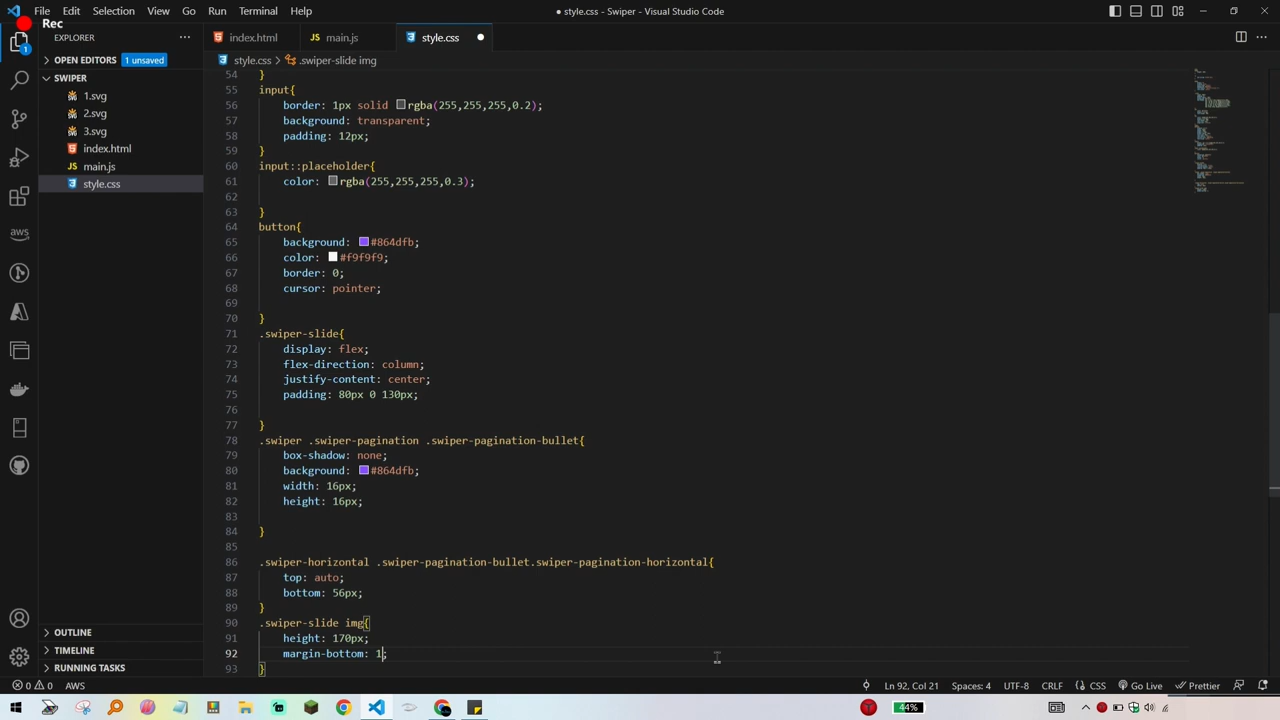 File Edit Selection View Go Run Terminal Help
● style.css - Swiper - Visual Studio Code
Rec
EXPLORER
index.html
main.js
style.css
OPEN EDITORS 1 unsaved
style.css > .swiper-slide img
SWIPER
1.svg
2.svg
3.svg
index.html
JS main.js
style.css
aws
54 }
55 input{
56 border: 1px solid rgba(255,255,255,0.2);
57 background: transparent;
58 padding: 12px;
59 }
60 input::placeholder{
61 color: rgba(255,255,255,0.3);
62
63 }
64 button{
65 background: #864dfb;
66 color: #f9f9f9;
67 border: 0;
68 cursor: pointer;
69
70 }
71 .swiper-slide{
72 display: flex;
73 flex-direction: column;
74 justify-content: center;
75 padding: 80px 0 130px;
76
77 }
78 .swiper .swiper-pagination .swiper-pagination-bullet{
79 box-shadow: none;
80 background: #864dfb;
81 width: 16px;
82 height: 16px;
83
84 }
85
86 .swiper-horizontal .swiper-pagination-bullet.swiper-pagination-horizontal{
87 top: auto;
88 bottom: 56px;
89 }
90 .swiper-slide img{
91 height: 170px;
92 margin-bottom: 1;
93 }
OUTLINE
TIMELINE
RUNNING TASKS
0 0 AWS
Ln 92, Col 21 Spaces: 4 UTF-8 CRLF {} CSS Go Live Prettier
44%